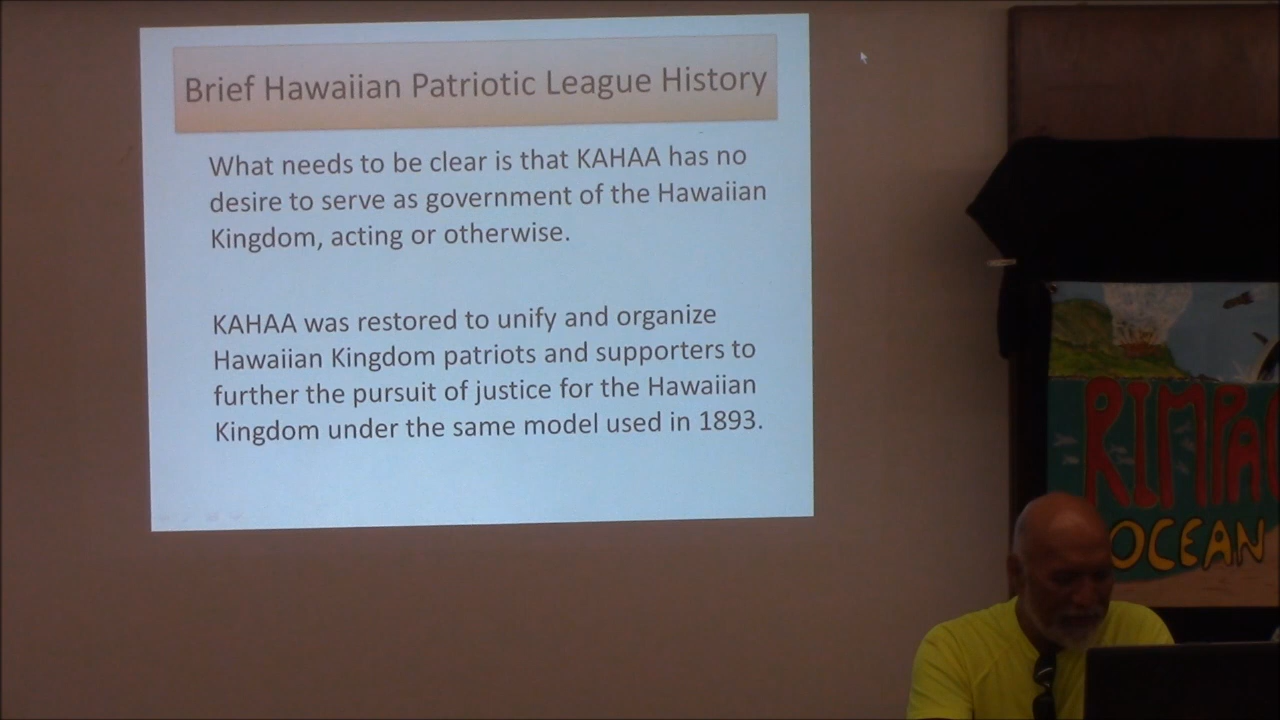 Brief Hawaiian Patriotic League History
What needs to be clear is that KAHAA has no
desire to serve as government of the Hawaiian
Kingdom, acting or otherwise.
KAHAA was restored to unify and organize
Hawaiian Kingdom patriots and supporters to
further the pursuit of justice for the Hawaiian
Kingdom under the same model used in 1893.
RIMPA
OCEAN